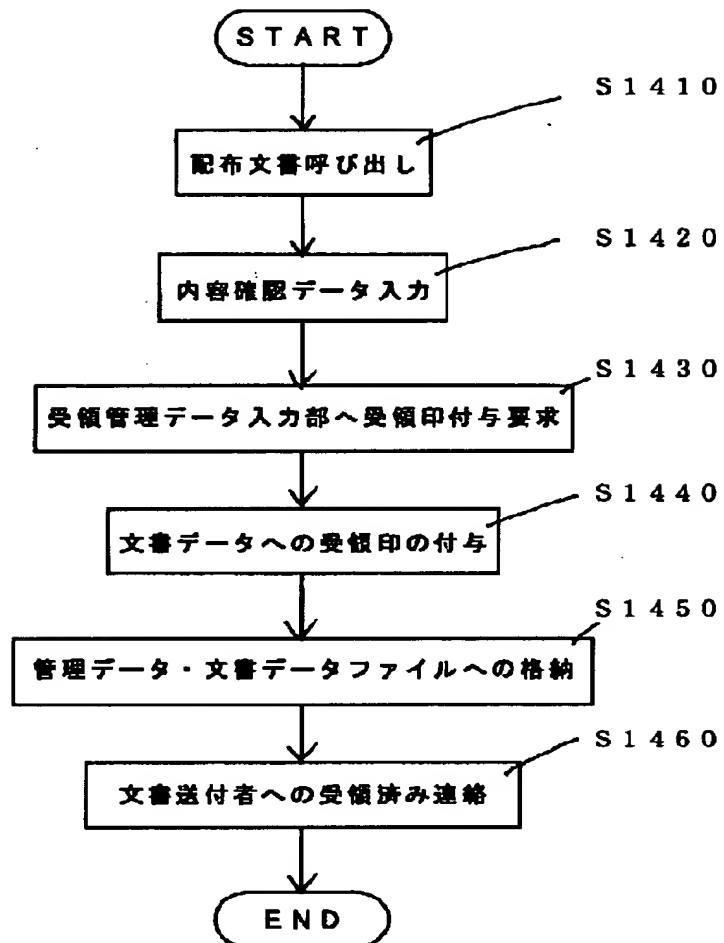 START
S1410
配布文書呼び出し
S1420
内容確認データ入力
S1430
受領管理データ入力部へ受領印付与要求
S1440
文書データへの受領印の付与
S1450
管理データ・文書データファイルへの格納
S1460
文書送付者への受領済み連絡
END